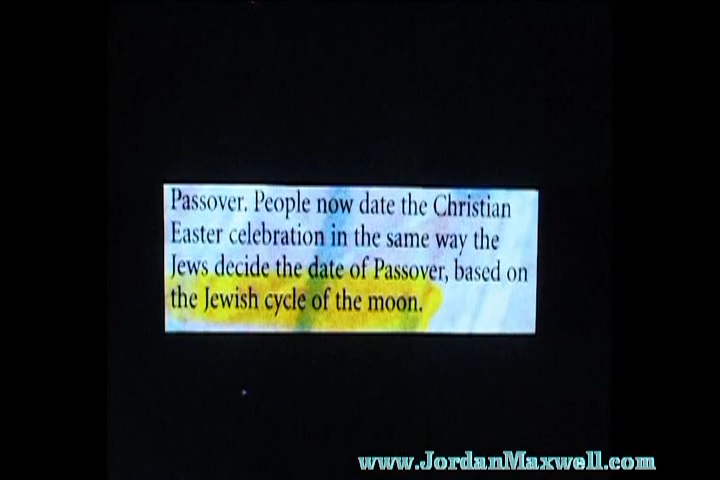 Passover. People now date the Christian
Easter celebration in the same way the
Jews decide the date of Passover, based on
the Jewish cycle of the moon.
www.JordanMaxwell.com